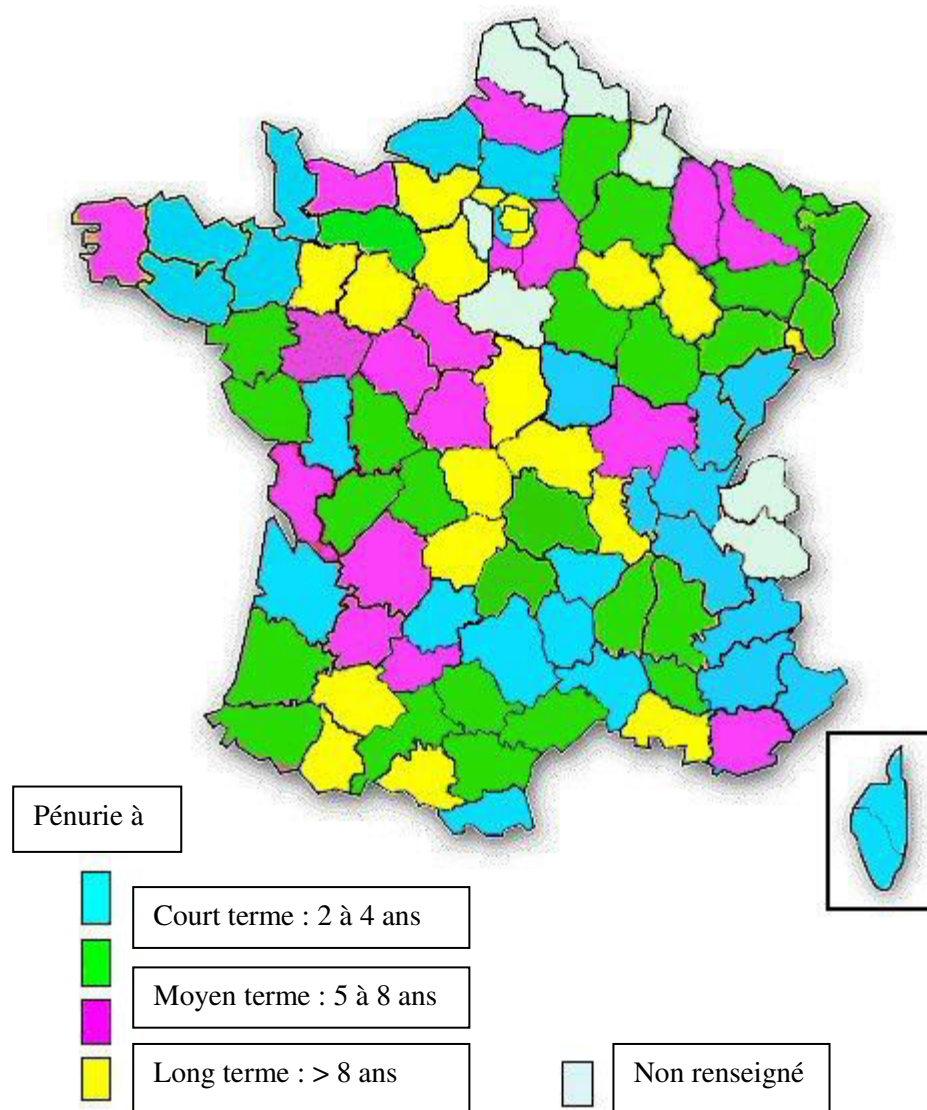 Pénurie à
Court terme : 2 à 4 ans
Moyen terme : 5 à 8 ans
Long terme : > 8 ans
Non renseigné